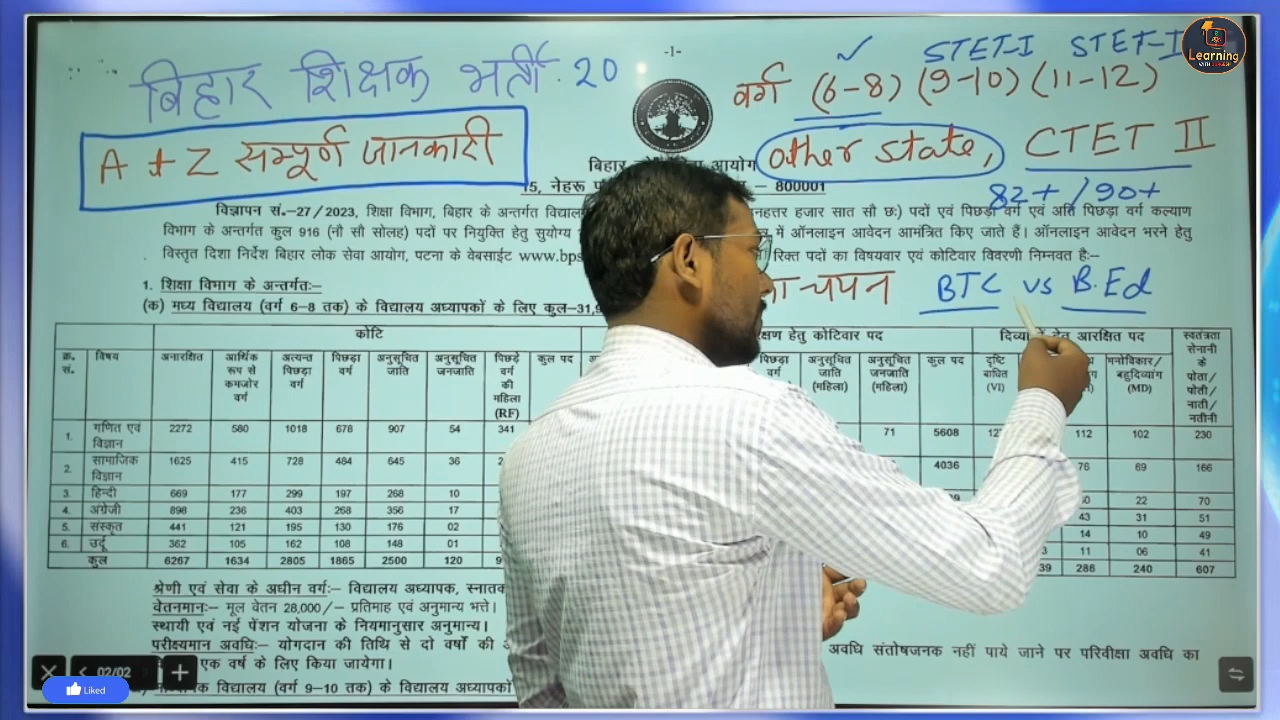 -1-
बिहार शिक्षक भर्ती 20
STET-I STET-I
Learning
वर्ग (6-8) (9-10) (11-12)
A to Z सम्पूर्ण जानकारी
Other state, CTET II
82+ / 90+
बिहार लोक सेवा आयोग
15, नेहरू – 800001
विज्ञापन सं.–27/2023, शिक्षा विभाग, बिहार के अन्तर्गत हजार सात सौ छः) पदों एवं पिछड़ा वर्ग एवं अति पिछड़ा वर्ग कल्याण
विभाग के अन्तर्गत कुल 916 (नौ सौ सोलह) पदों पर नियुक्ति हेतु सुयोग्य में ऑनलाइन आवेदन आमंत्रित किए जाते हैं। ऑनलाइन आवेदन भरने हेतु
विस्तृत दिशा निर्देश बिहार लोक सेवा आयोग, पटना के वेबसाईट www.bps रिक्त पदों का विषयवार एवं कोटिवार विवरणी निम्नवत है:–
1. शिक्षा विभाग के अन्तर्गतः–
चयन BTC vs B.Ed
(क) मध्य विद्यालय (वर्ग 6–8 तक) के विद्यालय अध्यापकों के लिए कुल–31,9
कोटि क्षण हेतु कोटिवार पद आरक्षित पद स्वतंत्रता सेनानी के पोता/ पोती/ नाती/ नतीनी
क्र. सं. विषय अनारक्षित आर्थिक रूप से कमजोर वर्ग अत्यन्त पिछड़ा वर्ग पिछड़ा वर्ग अनुसूचित जाति अनुसूचित जनजाति पिछड़े वर्ग की महिला (RF) कुल पद पिछड़ा वर्ग अनुसूचित जाति (महिला) अनुसूचित जनजाति (महिला) कुल पद दृष्टि बाधित (VI) मनोविकार/ बहुदिव्यांग (MD)
1. गणित एवं विज्ञान 2272 580 1018 678 907 54 341 71 5608 112 102 230
2. सामाजिक विज्ञान 1625 415 728 484 645 36 4036 76 69 166
3. हिन्दी 669 177 299 197 268 10 22 70
4. अंग्रेजी 898 236 403 268 356 17 43 31 51
5. संस्कृत 441 121 195 130 176 02 14 10 49
6. उर्दू 362 105 162 108 148 01 11 06 41
कुल 6267 1634 2805 1865 2500 120 286 240 607
श्रेणी एवं सेवा के अधीन वर्गः– विद्यालय अध्यापक, स्नातक
वेतनमानः– मूल वेतन 28,000/– प्रतिमाह एवं अनुमान्य भत्ते।
स्थायी एवं नई पेंशन योजना के नियमानुसार अनुमान्य।
परीक्ष्यमान अवधिः– योगदान की तिथि से दो वर्षों की अवधि संतोषजनक नहीं पाये जाने पर परिवीक्षा अवधि का
एक वर्ष के लिए किया जायेगा।
02/02
Liked
विद्यालय (वर्ग 9–10 तक) के विद्यालय अध्यापकों